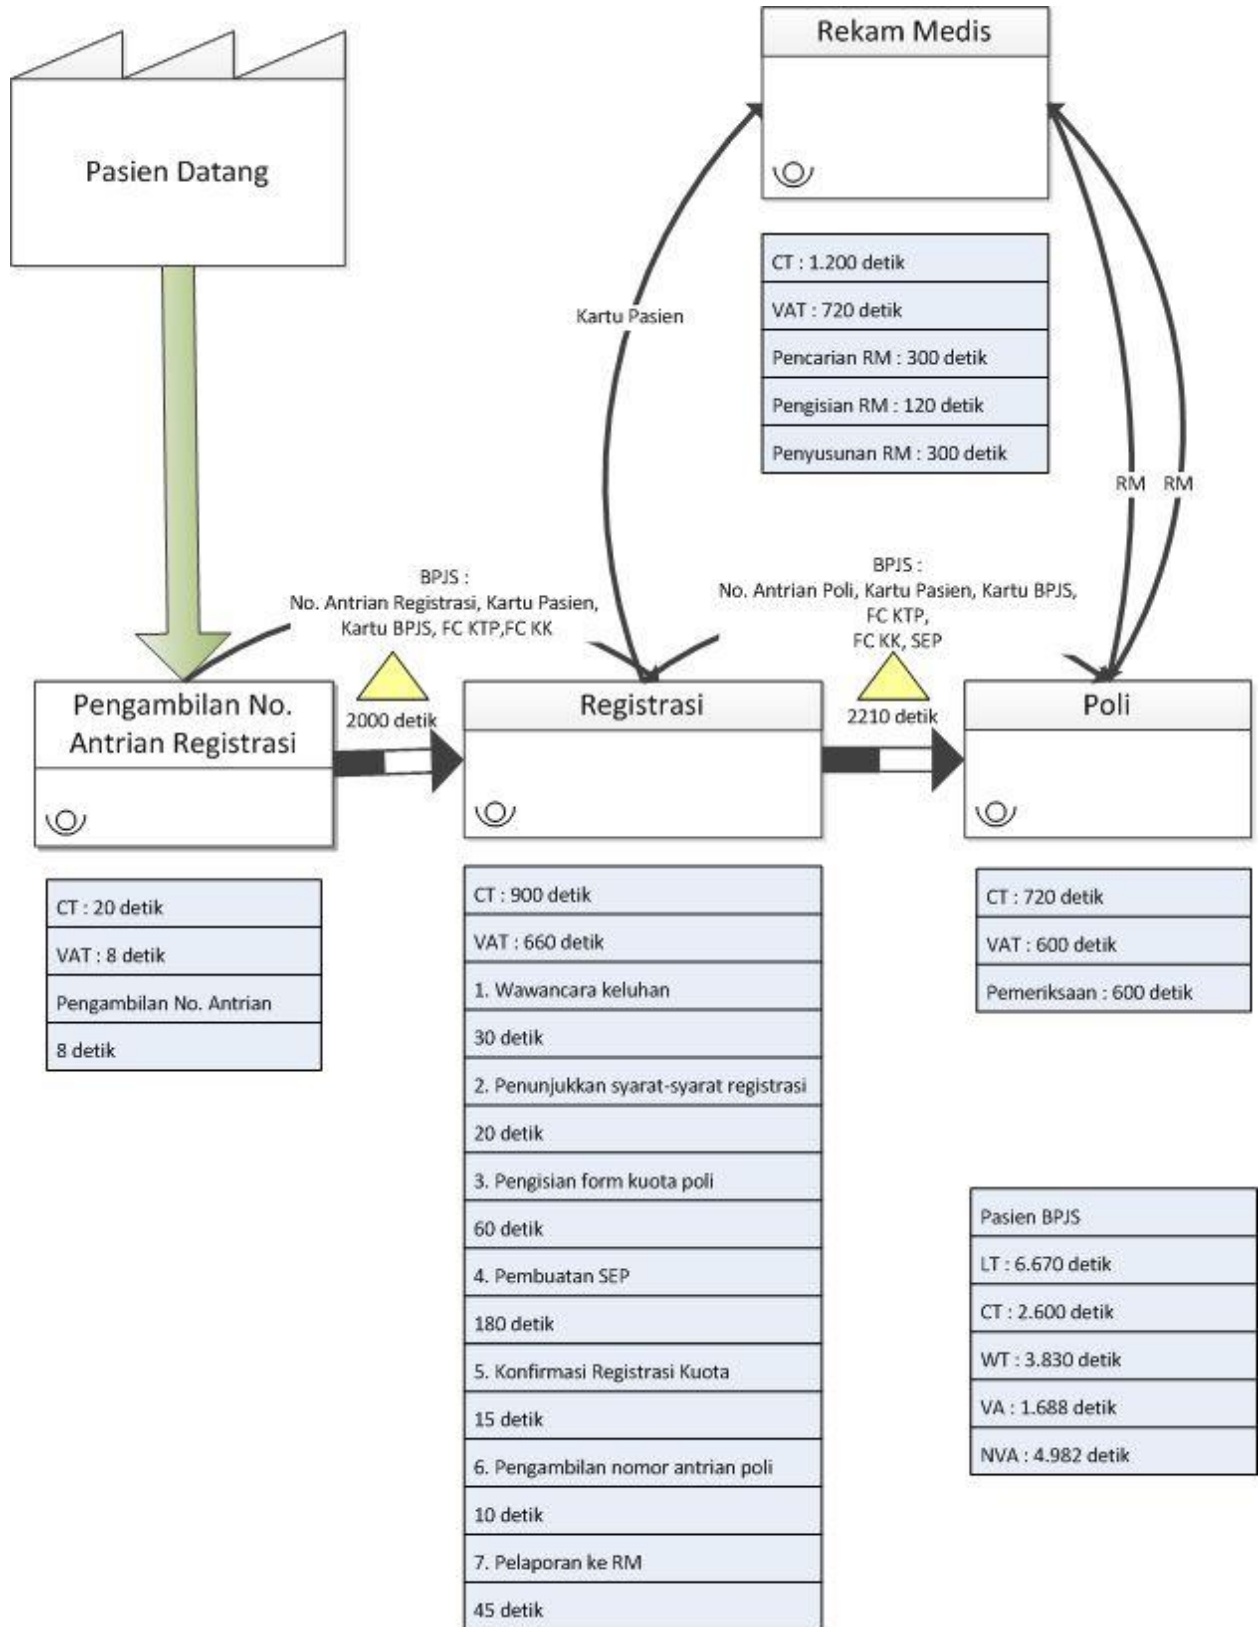 Pasien Datang
Rekam Medis
CT : 1.200 detik
VAT : 720 detik
Pencarian RM : 300 detik
Pengisian RM : 120 detik
Penyusunan RM : 300 detik
Kartu Pasien
RM RM
BPJS :
No. Antrian Registrasi, Kartu Pasien,
Kartu BPJS, FC KTP,FC KK
2000 detik
BPJS :
No. Antrian Poli, Kartu Pasien, Kartu BPJS,
FC KTP,
FC KK, SEP
2210 detik
Pengambilan No.
Antrian Registrasi
CT : 20 detik
VAT : 8 detik
Pengambilan No. Antrian
8 detik
Registrasi
CT : 900 detik
VAT : 660 detik
1. Wawancara keluhan
30 detik
2. Penunjukkan syarat-syarat registrasi
20 detik
3. Pengisian form kuota poli
60 detik
4. Pembuatan SEP
180 detik
5. Konfirmasi Registrasi Kuota
15 detik
6. Pengambilan nomor antrian poli
10 detik
7. Pelaporan ke RM
45 detik
Poli
CT : 720 detik
VAT : 600 detik
Pemeriksaan : 600 detik
Pasien BPJS
LT : 6.670 detik
CT : 2.600 detik
WT : 3.830 detik
VA : 1.688 detik
NVA : 4.982 detik